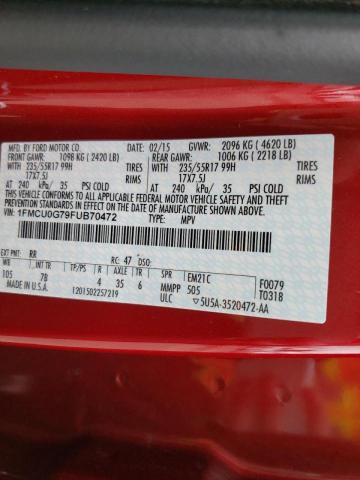 MFD. BY FORD MOTOR CO. 02/15 GVWR: 2096 KG ( 4620 LB)
FRONT GAWR: 1098 KG ( 2420 LB) REAR GAWR: 1006 KG ( 2218 LB)
WITH 235/55R17 99H WITH 235/55R17 99H
TIRES TIRES
17X7.5J RIMS 17X7.5J RIMS
AT 240 kPa/ 35 PSI COLD AT 240 kPa/ 35 PSI COLD
THIS VEHICLE CONFORMS TO ALL APPLICABLE FEDERAL MOTOR VEHICLE SAFETY, BUMPER, AND THEFT PREVENTION STANDARDS IN EFFECT ON THE DATE OF MANUFACTURE SHOWN ABOVE.
VIN: 1FMCU0G79FUB70472
TYPE: MPV
EXT PNT: RR RC: 47 DSO:
WB INT TR TP/PS R AXLE TR SPR EM21C F0079
105 7B 4 35 6 MMPP 505 T0318
MADE IN U.S.A. 1201502257219 ULC 5U5A-3520472-AA